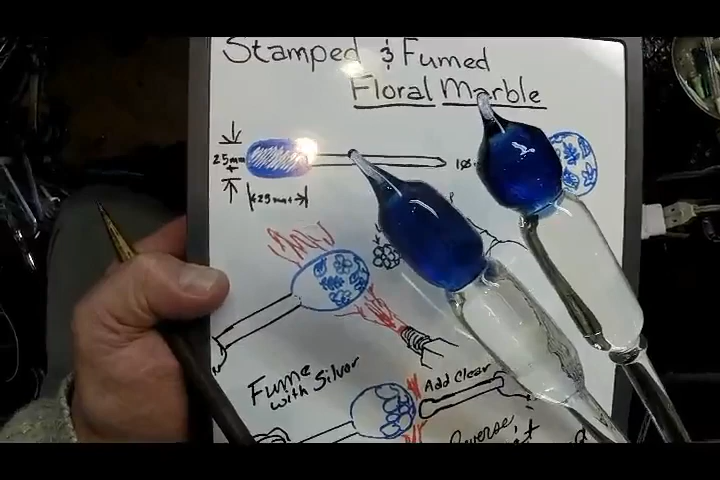 Stamped & Fumed
Floral Marble
25mm
+
25mm+
Fume
with Silver
Add Clear